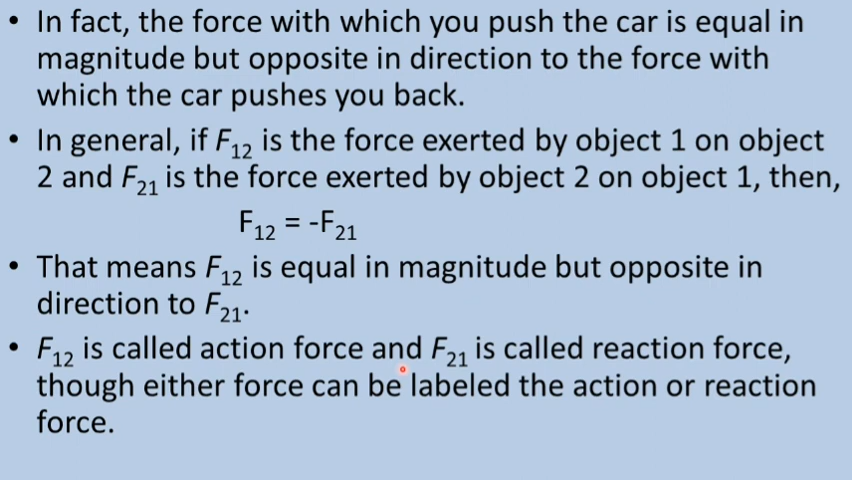 • In fact, the force with which you push the car is equal in
magnitude but opposite in direction to the force with
which the car pushes you back.
• In general, if F₁₂ is the force exerted by object 1 on object
2 and F₂₁ is the force exerted by object 2 on object 1, then,
F₁₂ = -F₂₁
• That means F₁₂ is equal in magnitude but opposite in
direction to F₂₁.
• F₁₂ is called action force and F₂₁ is called reaction force,
though either force can be labeled the action or reaction
force.